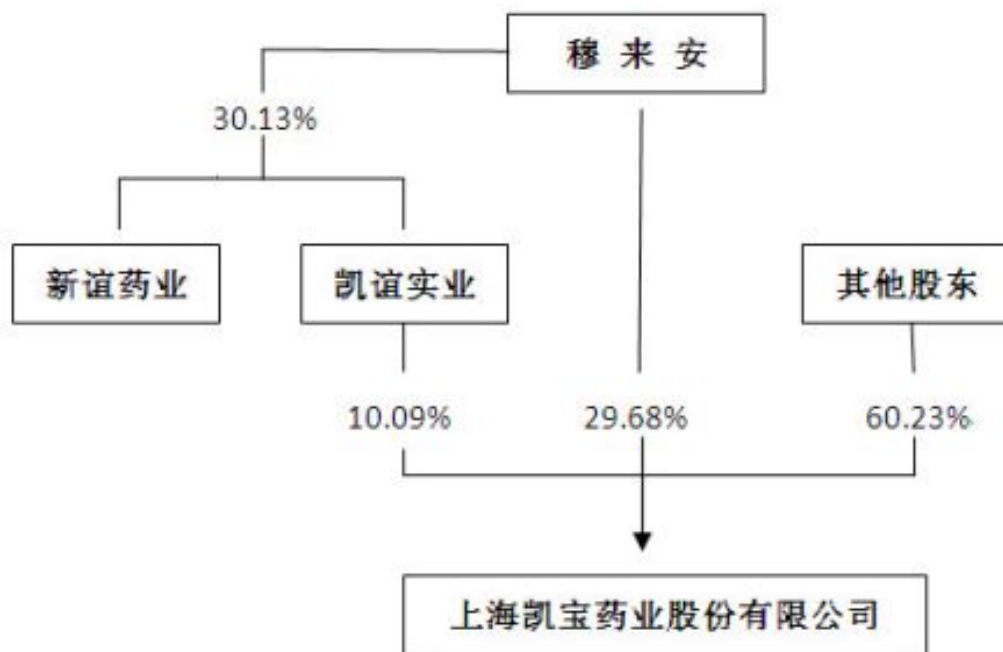 穆来安
30.13%
新谊药业
凯谊实业
其他股东
10.09%
29.68%
60.23%
上海凯宝药业股份有限公司